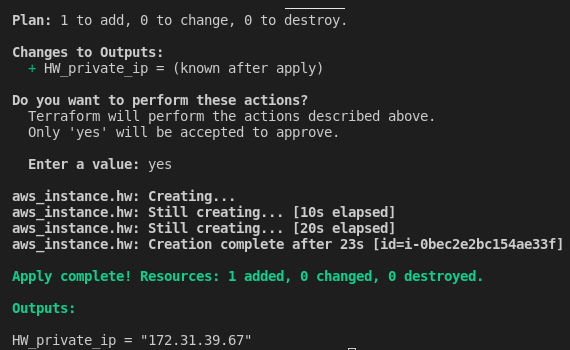 Plan: 1 to add, 0 to change, 0 to destroy.
Changes to Outputs:
+ HW_private_ip = (known after apply)
Do you want to perform these actions?
Terraform will perform the actions described above.
Only 'yes' will be accepted to approve.
Enter a value: yes
aws_instance.hw: Creating...
aws_instance.hw: Still creating... [10s elapsed]
aws_instance.hw: Still creating... [20s elapsed]
aws_instance.hw: Creation complete after 23s [id=i-0bec2e2bc154ae33f]
Apply complete! Resources: 1 added, 0 changed, 0 destroyed.
Outputs:
HW_private_ip = "172.31.39.67"